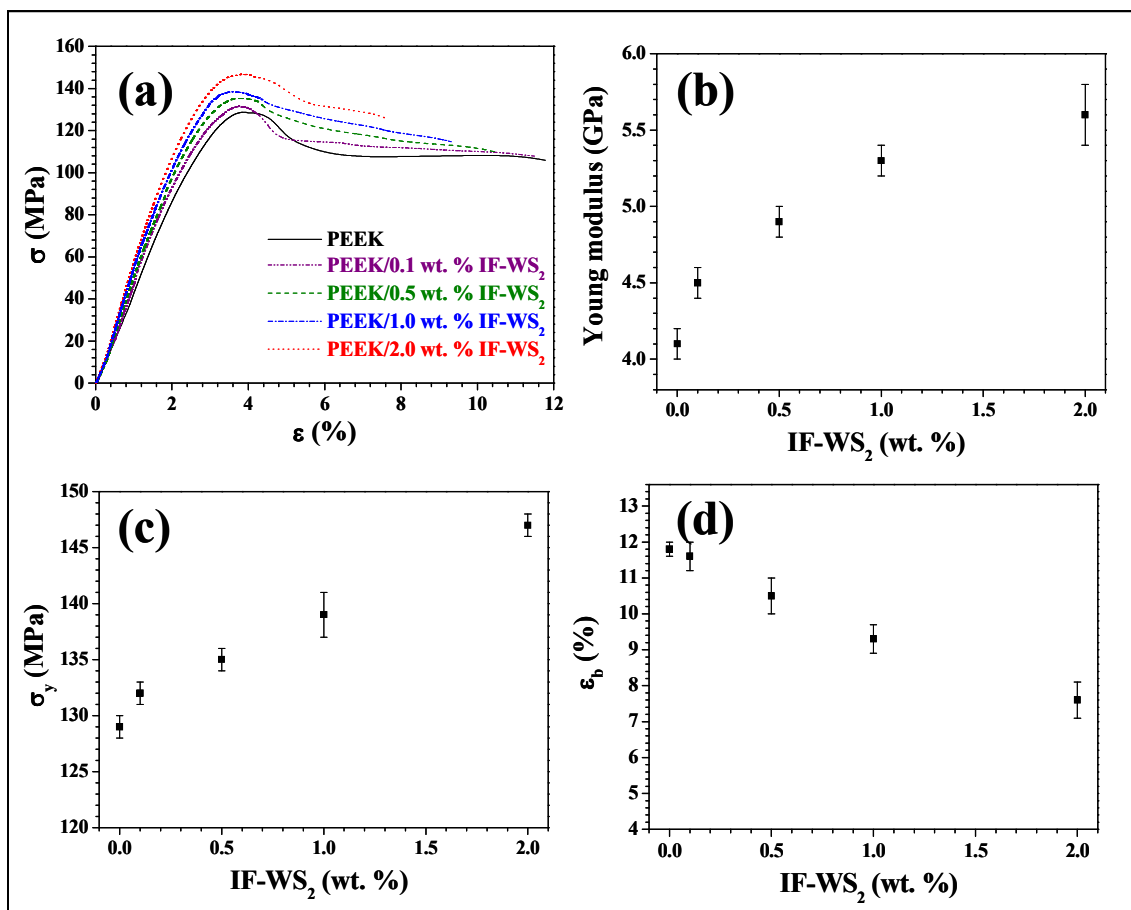 (a)
160
140
120
100
80
60
40
20
0
σ (MPa)
PEEK
PEEK/0.1 wt. % IF-WS₂
PEEK/0.5 wt. % IF-WS₂
PEEK/1.0 wt. % IF-WS₂
PEEK/2.0 wt. % IF-WS₂
0 2 4 6 8 10 12
ε (%)
(b)
6.0
5.5
5.0
4.5
4.0
Young modulus (GPa)
0.0 0.5 1.0 1.5 2.0
IF-WS₂ (wt. %)
(c)
150
145
140
135
130
125
120
σy (MPa)
0.0 0.5 1.0 1.5 2.0
IF-WS₂ (wt. %)
(d)
13
12
11
10
9
8
7
6
5
4
εb (%)
0.0 0.5 1.0 1.5 2.0
IF-WS₂ (wt. %)